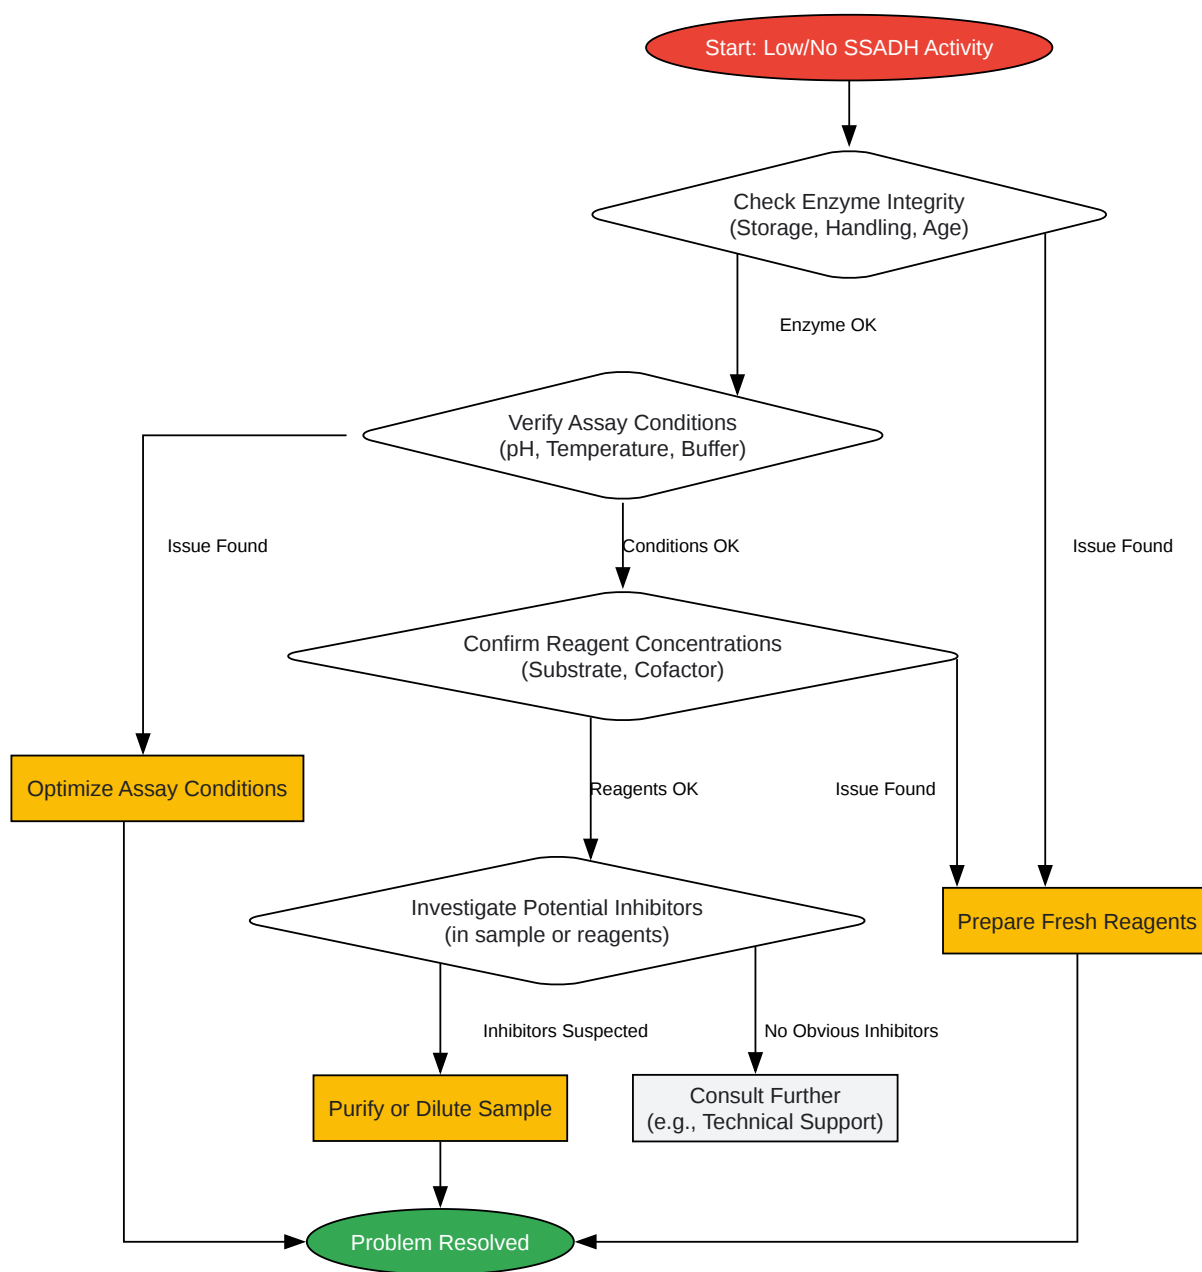 Start: Low/No SSADH Activity
Check Enzyme Integrity
(Storage, Handling, Age)
Enzyme OK
Verify Assay Conditions
(pH, Temperature, Buffer)
Issue Found
Conditions OK
Issue Found
Confirm Reagent Concentrations
(Substrate, Cofactor)
Optimize Assay Conditions
Reagents OK
Issue Found
Investigate Potential Inhibitors
(in sample or reagents)
Prepare Fresh Reagents
Inhibitors Suspected
No Obvious Inhibitors
Purify or Dilute Sample
Consult Further
(e.g., Technical Support)
Problem Resolved